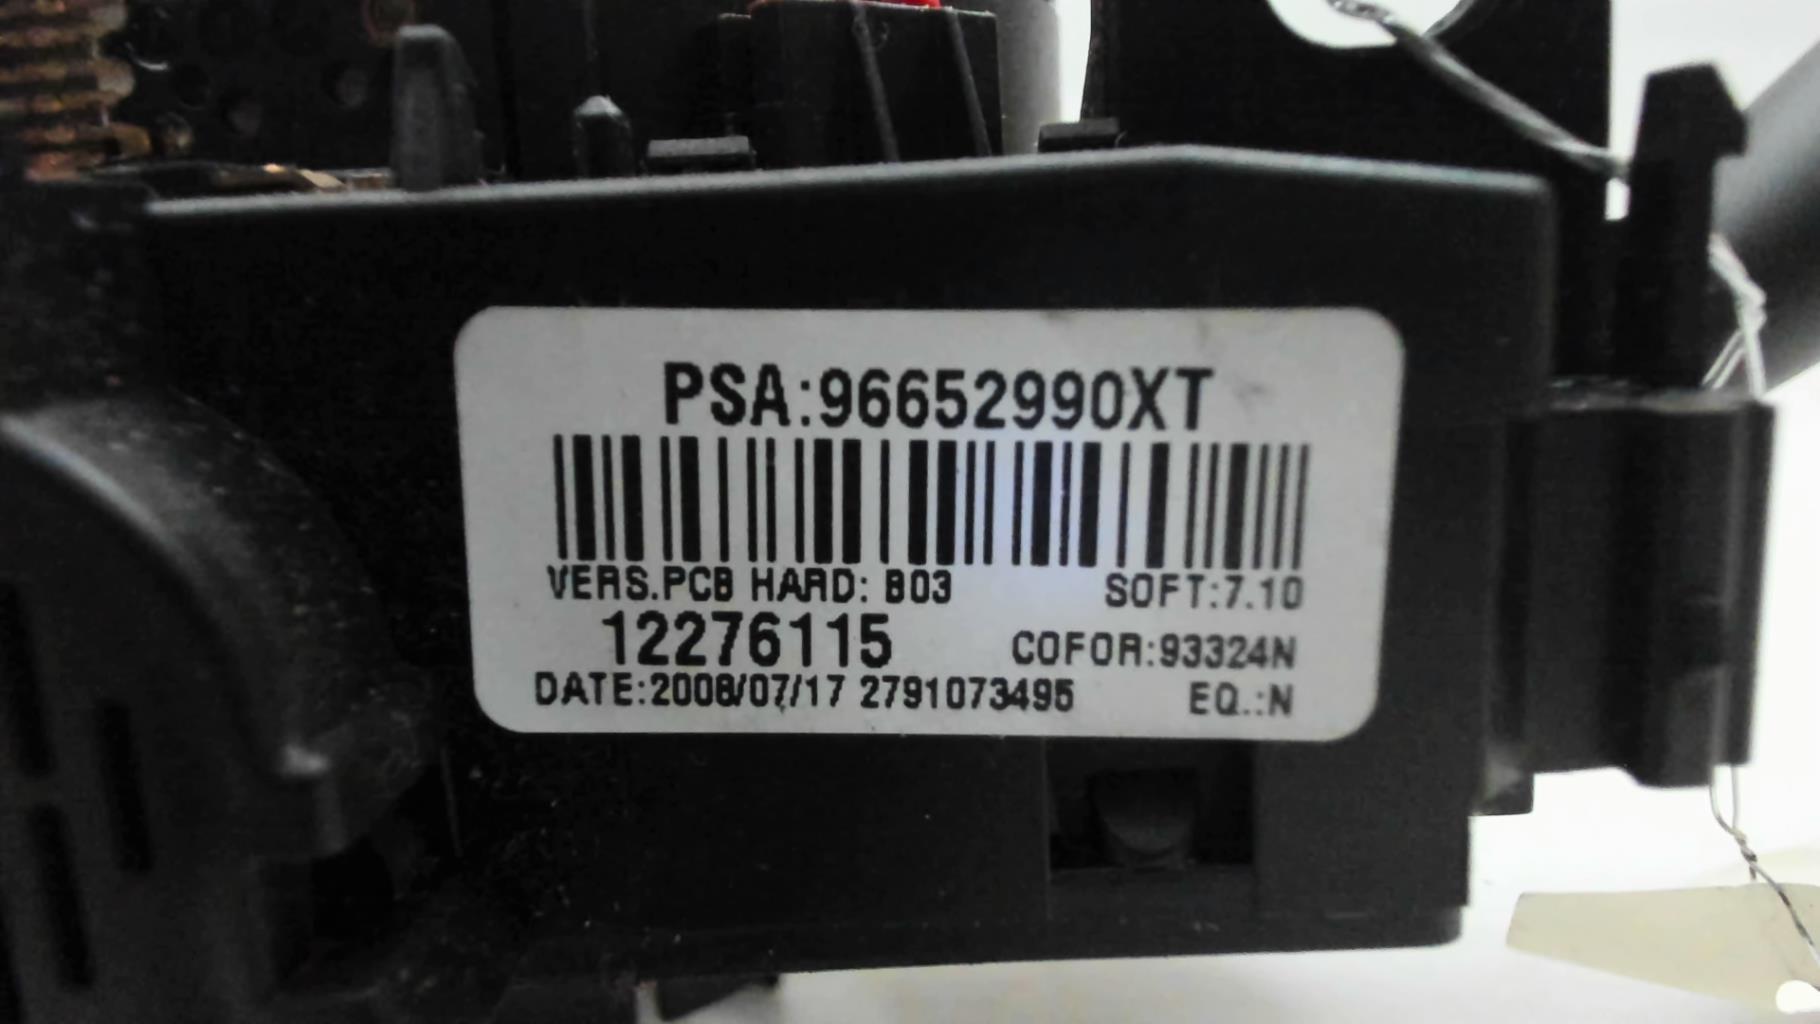 PSA:96652990XT
VERS.PCB HARD: B03 SOFT:7.10
12276115 COFOR:93324N
DATE:2008/07/17 2791073495 EQ.:N